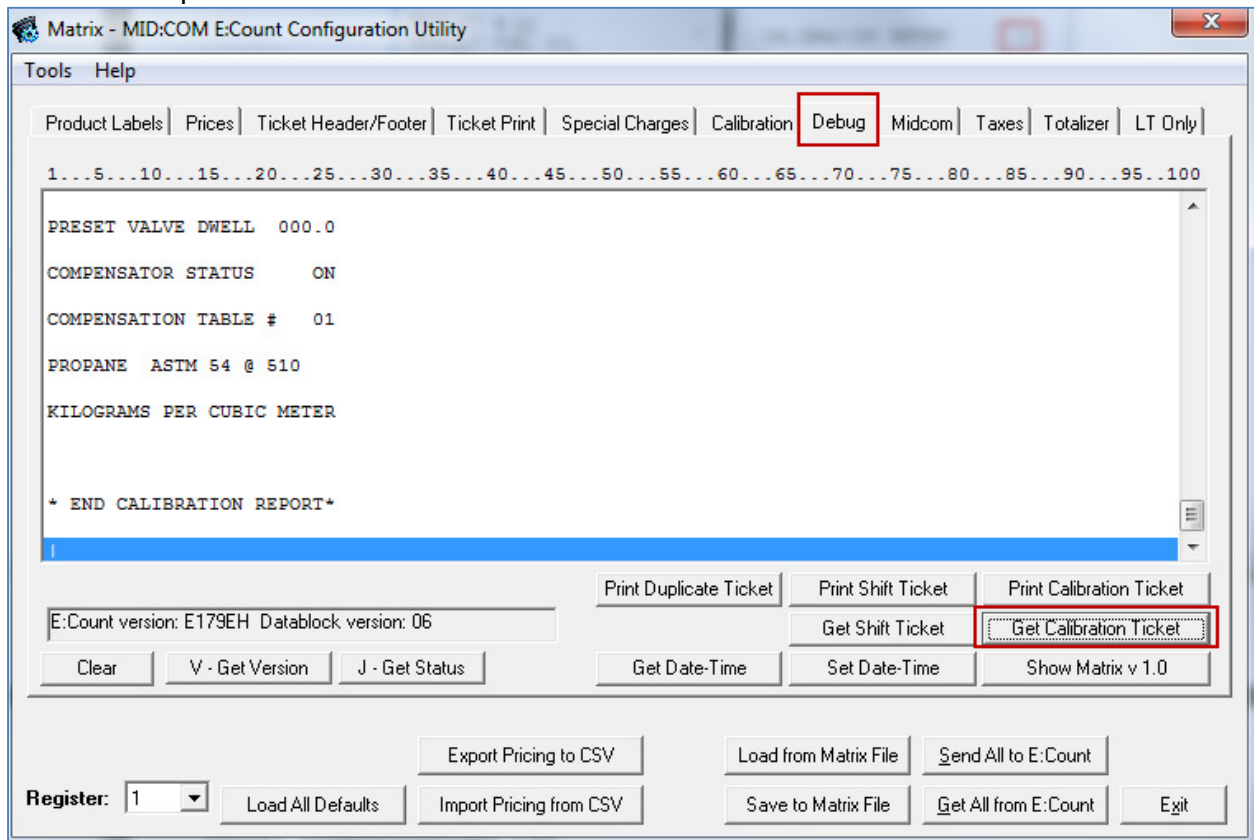 Matrix - MID:COM E:Count Configuration Utility
Tools Help
Product Labels Prices Ticket Header/Footer Ticket Print Special Charges Calibration Debug Midcom Taxes Totalizer LT Only
1...5...10...15...20...25...30...35...40...45...50...55...60...65...70...75...80...85...90...95..100
PRESET VALVE DWELL 000.0
COMPENSATOR STATUS ON
COMPENSATION TABLE # 01
PROPANE ASTM 54 @ 510
KILOGRAMS PER CUBIC METER
* END CALIBRATION REPORT*
Print Duplicate Ticket Print Shift Ticket Print Calibration Ticket
E:Count version: E179EH Datablock version: 06
Get Shift Ticket Get Calibration Ticket
Clear V - Get Version J - Get Status Get Date-Time Set Date-Time Show Matrix v 1.0
Export Pricing to CSV Load from Matrix File Send All to E:Count
Register: 1 Load All Defaults Import Pricing from CSV Save to Matrix File Get All from E:Count Exit